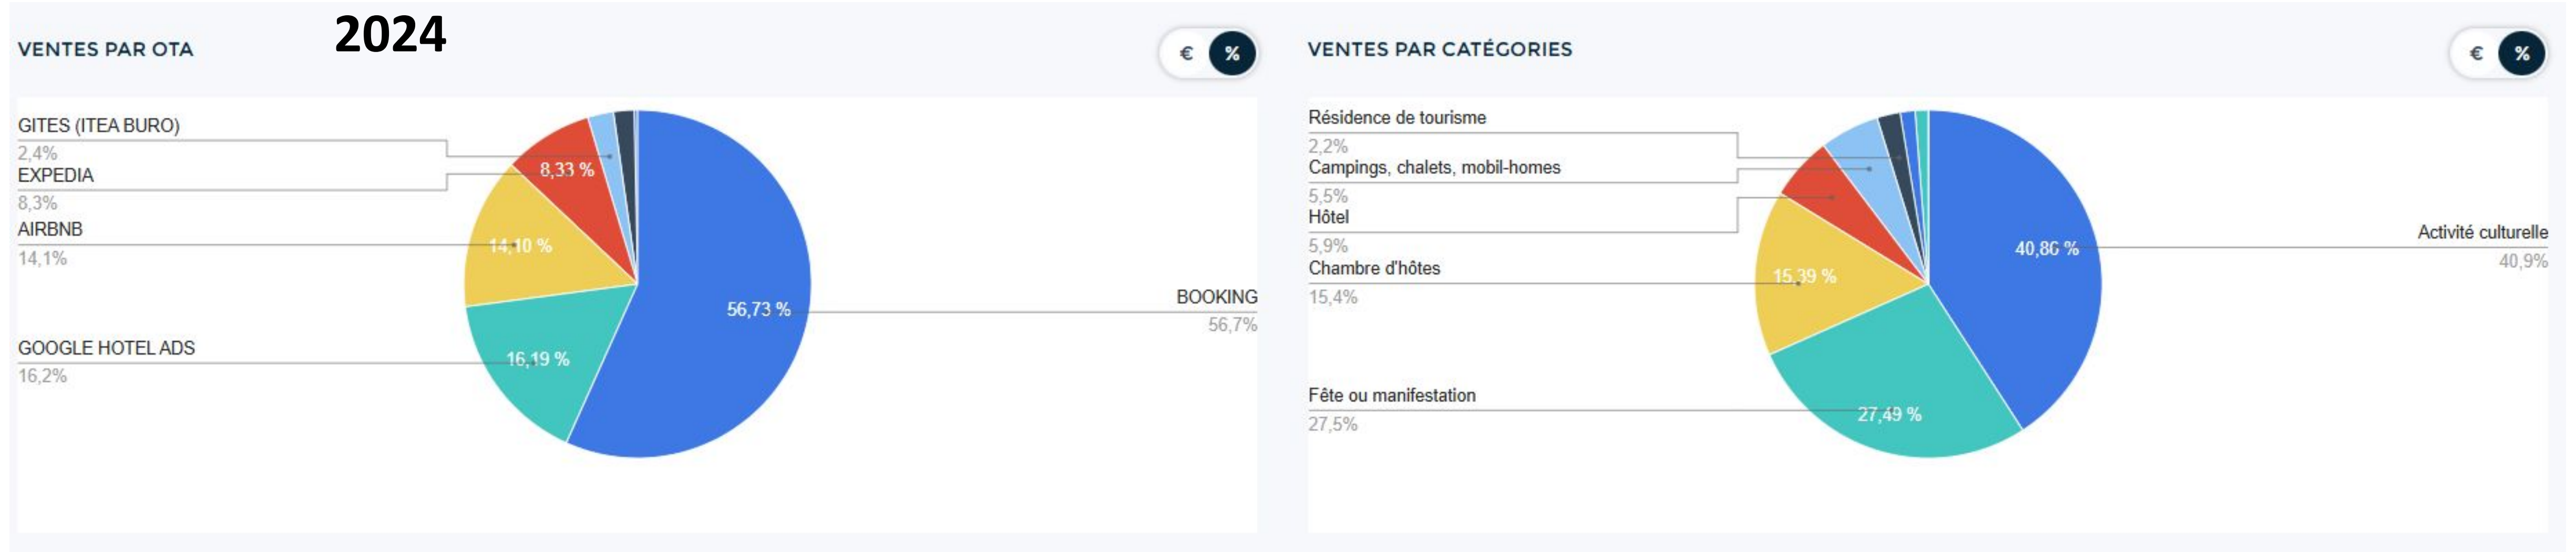 2024
VENTES PAR OTA
€ %
GITES (ITEA BURO)
2,4%
EXPEDIA
8,3%
AIRBNB
14,1%
GOOGLE HOTEL ADS
16,2%
8,33 %
14,10 %
16,19 %
56,73 %
BOOKING
56,7%
VENTES PAR CATÉGORIES
€ %
Résidence de tourisme
2,2%
Campings, chalets, mobil-homes
5,5%
Hôtel
5,9%
Chambre d'hôtes
15,4%
Fête ou manifestation
27,5%
15,39 %
27,49 %
40,86 %
Activité culturelle
40,9%